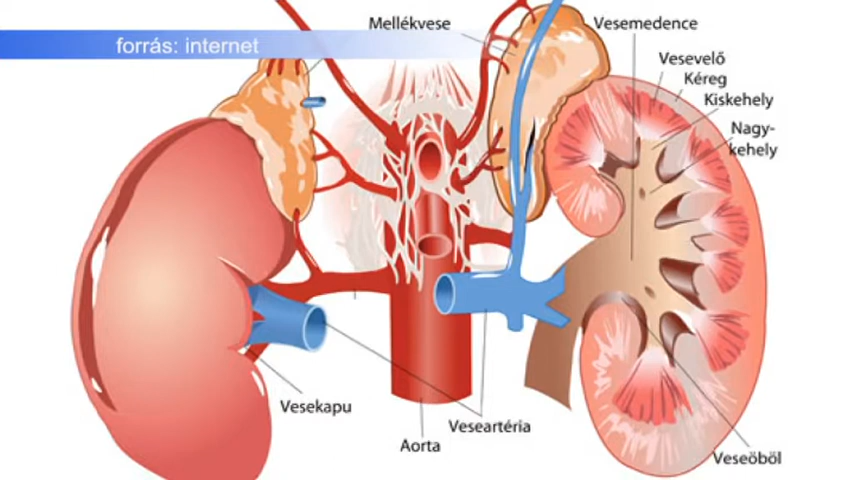 forrás: internet
Mellékvese
Vesemedence
Vesevelő
Kéreg
Kiskehely
Nagy-
kehely
Vesekapu
Aorta
Veseartéria
Veseöböl